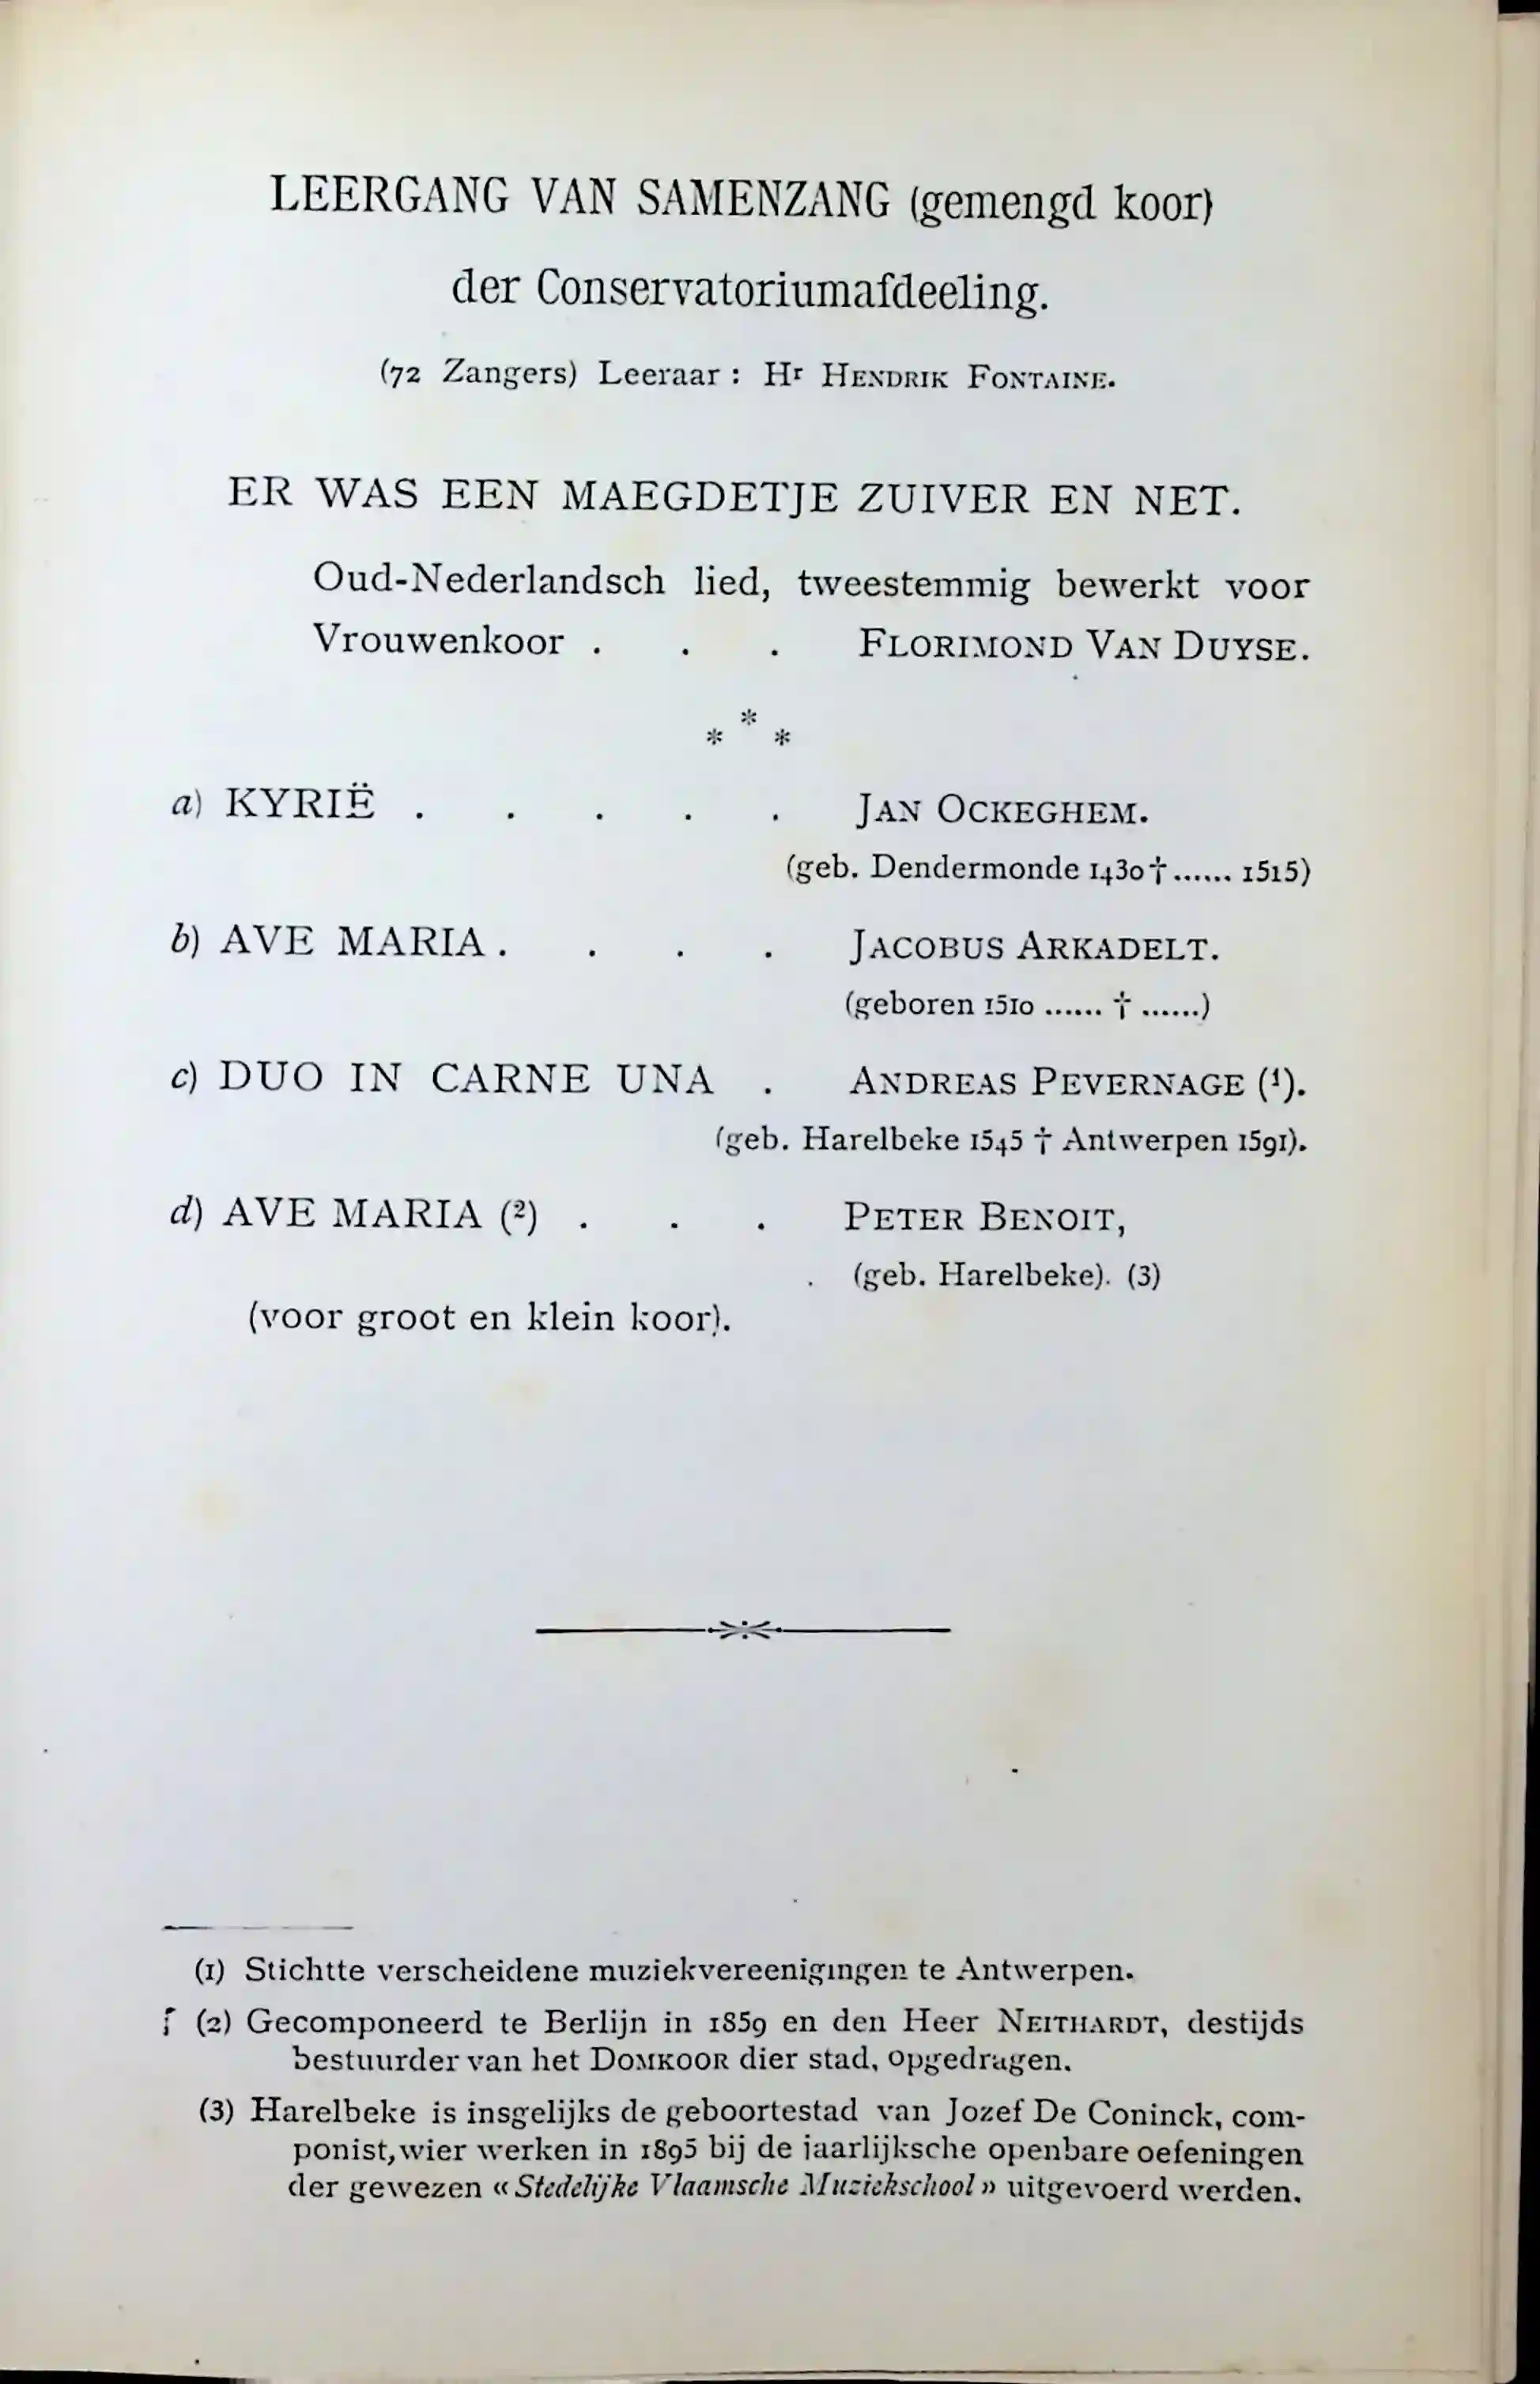 LEERGANG VAN SAMENZANG (gemengd koor)
der Conservatoriumafdeeling.
(72 Zangers) Leeraar : Hr HENDRIK FONTAINE.
ER WAS EEN MAEGDETJE ZUIVER EN NET.
Oud-Nederlandsch lied, tweestemmig bewerkt voor
Vrouwenkoor . . . FLORIMOND VAN DUYSE.
* * *
a) KYRIË . . . . . JAN OCKEGHEM.
(geb. Dendermonde 1430 † ...... 1515)
b) AVE MARIA . . . . JACOBUS ARKADELT.
(geboren 1510 ...... † ......)
c) DUO IN CARNE UNA . ANDREAS PEVERNAGE (1).
(geb. Harelbeke 1545 † Antwerpen 1591).
d) AVE MARIA (2) . . . PETER BENOIT,
(geb. Harelbeke). (3)
(voor groot en klein koor).
(1) Stichtte verscheidene muziekvereenigingen te Antwerpen.
(2) Gecomponeerd te Berlijn in 1859 en den Heer NEITHARDT, destijds
bestuurder van het DOMKOOR dier stad, opgedragen.
(3) Harelbeke is insgelijks de geboortestad van Jozef De Coninck, com-
ponist, wier werken in 1895 bij de jaarlijksche openbare oefeningen
der gewezen « Stedelijke Vlaamsche Muziekschool » uitgevoerd werden.